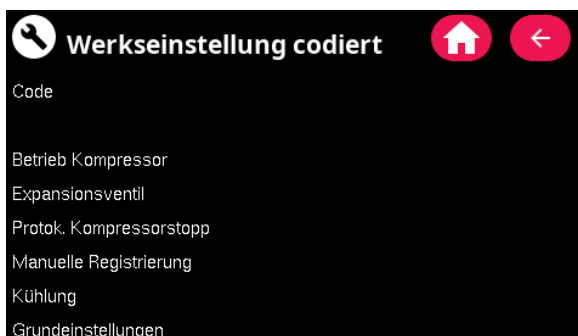 Werkseinstellung codiert
Code
Betrieb Kompressor
Expansionsventil
Protok. Kompressorstopp
Manuelle Registrierung
Kühlung
Grundeinstellungen